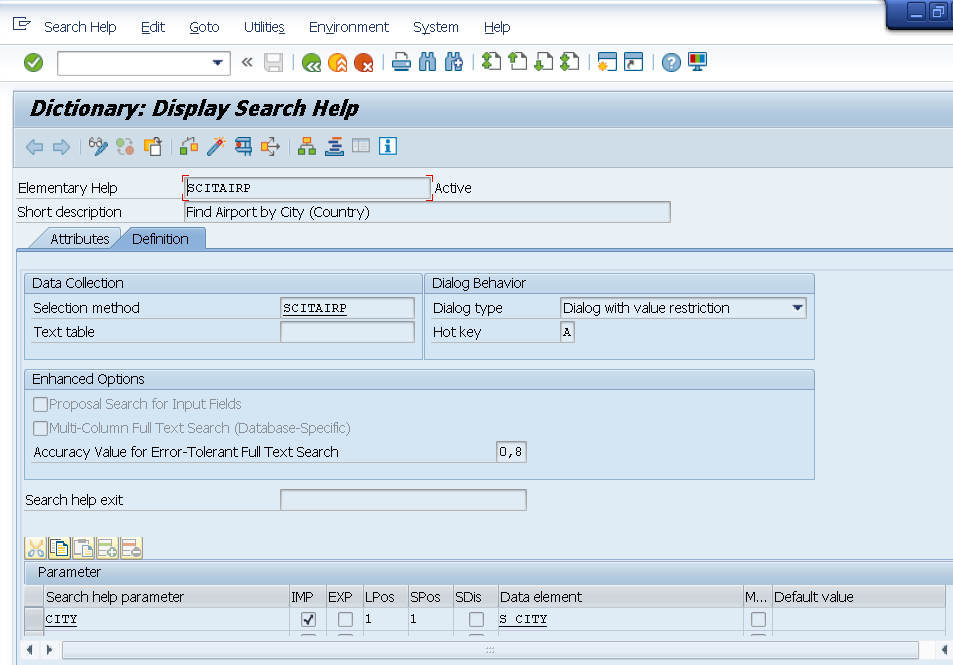 Search Help Edit Goto Utilities Environment System Help
Dictionary: Display Search Help
Elementary Help SCITAIRP Active
Short description Find Airport by City (Country)
Attributes Definition
Data Collection Dialog Behavior
Selection method SCITAIRP Dialog type Dialog with value restriction
Text table Hot key A
Enhanced Options
Proposal Search for Input Fields
Multi-Column Full Text Search (Database-Specific)
Accuracy Value for Error-Tolerant Full Text Search 0,8
Search help exit
Parameter
Search help parameter IMP EXP LPos SPos SDis Data element M... Default value
CITY 1 1 S_CITY